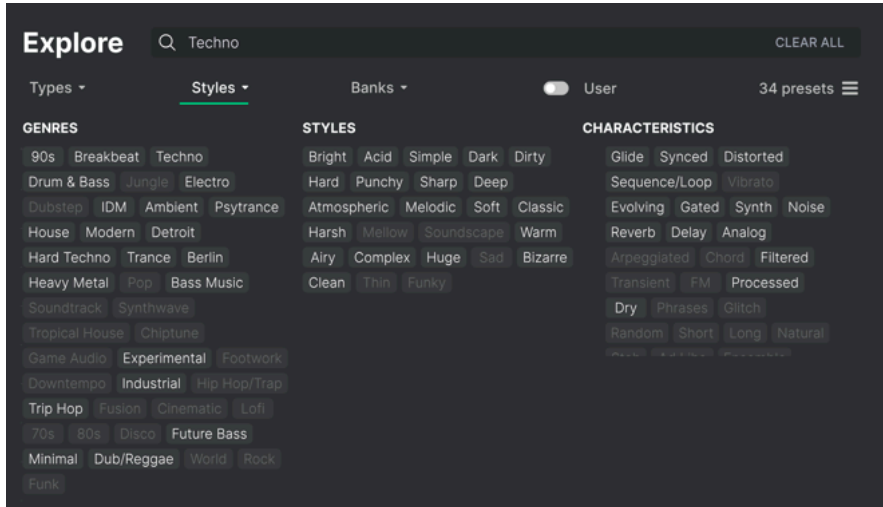 Explore Techno CLEAR ALL
Types Styles Banks User 34 presets
GENRES
90s Breakbeat Techno
Drum & Bass Jungle Electro
Dubstep IDM Ambient Psytrance
House Modern Detroit
Hard Techno Trance Berlin
Heavy Metal Pop Bass Music
Soundtrack Synthwave
Tropical House Chiptune
Game Audio Experimental Footwork
Downtempo Industrial Hip Hop/Trap
Trip Hop Fusion Cinematic Lofi
70s 80s Disco Future Bass
Minimal Dub/Reggae World Rock
Funk
STYLES
Bright Acid Simple Dark Dirty
Hard Punchy Sharp Deep
Atmospheric Melodic Soft Classic
Harsh Mellow Soundscape Warm
Airy Complex Huge Sad Bizarre
Clean Thin Funky
CHARACTERISTICS
Glide Synced Distorted
Sequence/Loop Vibrato
Evolving Gated Synth Noise
Reverb Delay Analog
Arpeggiated Chord Filtered
Transient FM Processed
Dry Phrases Glitch
Random Short Long Natural